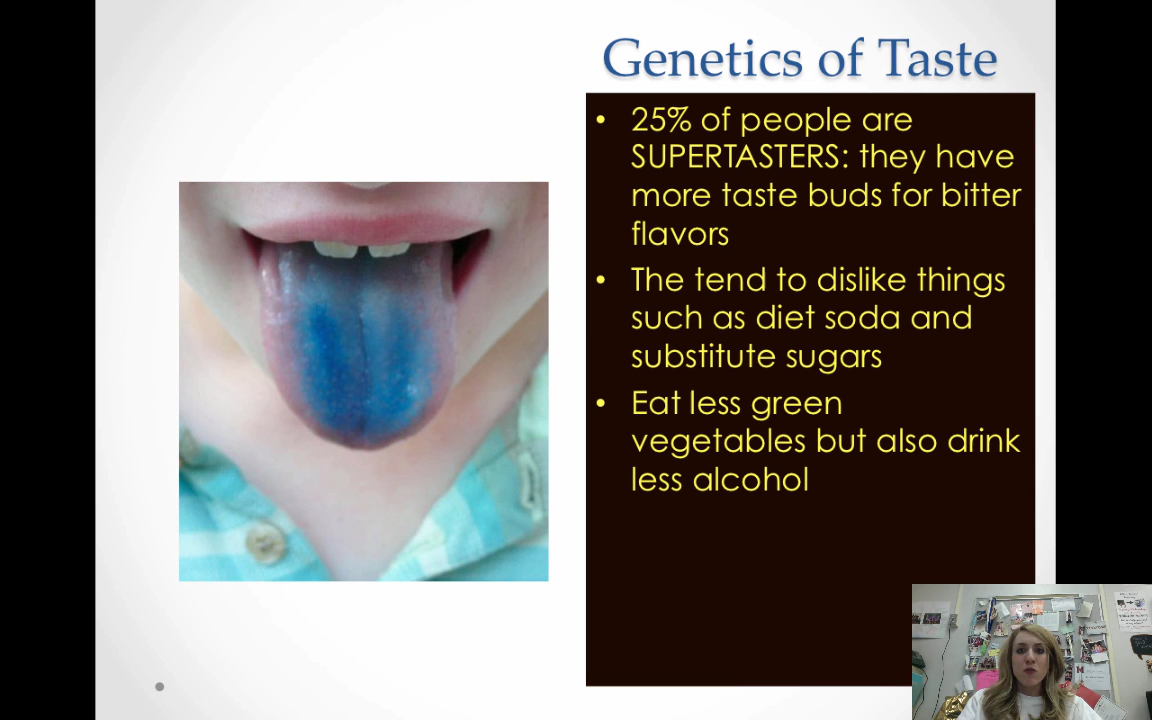 Genetics of Taste
• 25% of people are
SUPERTASTERS: they have
more taste buds for bitter
flavors
• The tend to dislike things
such as diet soda and
substitute sugars
• Eat less green
vegetables but also drink
less alcohol